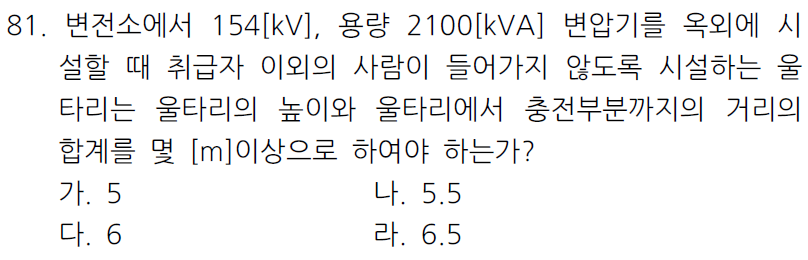 81. 변전소에서 154[kV], 용량 2100[kVA] 변압기를 옥외에 시
설할 때 취급자 이외의 사람이 들어가지 않도록 시설하는 울
타리는 울타리의 높이와 울타리에서 충전부분까지의 거리의
합계를 몇 [m]이상으로 하여야 하는가?
가. 5 나. 5.5
다. 6 라. 6.5